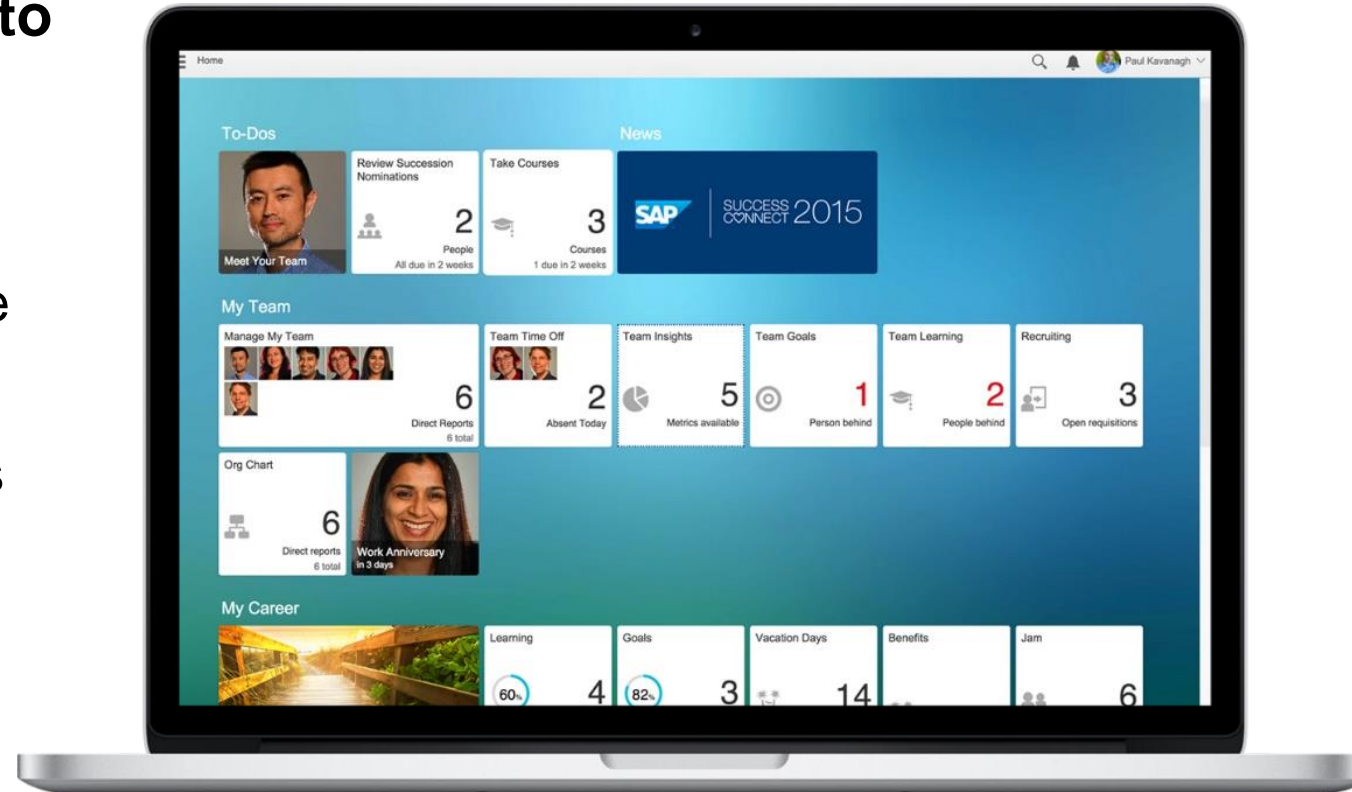 to
e
s
Home
Paul Kavanagh
To-Dos
News
Meet Your Team
Review Succession
Nominations
2
People
All due in 2 weeks
Take Courses
3
Courses
1 due in 2 weeks
SAP
SUCCESS
CONNECT
2015
My Team
Manage My Team
6
Direct Reports
6 total
Team Time Off
2
Absent Today
Team Insights
5
Metrics available
Team Goals
1
Person behind
Team Learning
2
People behind
Recruiting
3
Open requisitions
Org Chart
6
Direct reports
6 total
Work Anniversary
in 3 days
My Career
Learning
60%
4
Goals
82%
3
Vacation Days
14
Benefits
Jam
6